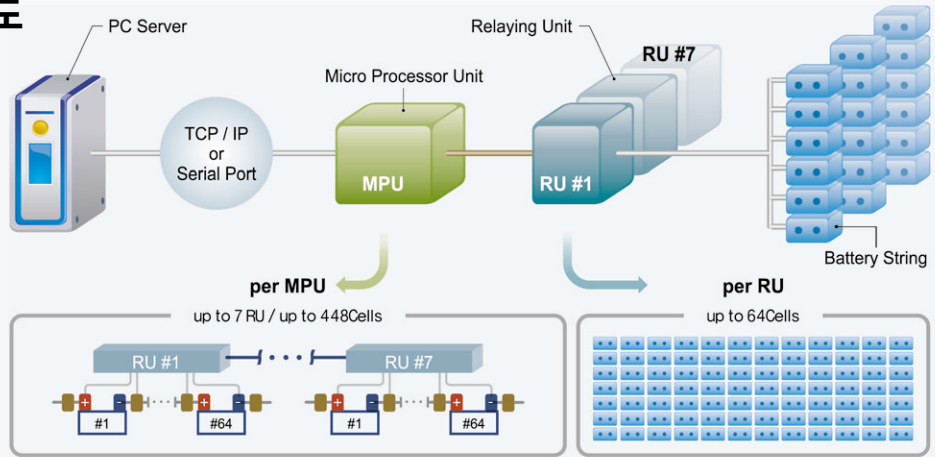 PC Server
Relaying Unit
RU #7
Micro Processor Unit
TCP / IP
or
Serial Port
MPU
RU #1
Battery String
per MPU
per RU
up to 7 RU / up to 448Cells
up to 64Cells
RU #1
RU #7
+ - + - + - + -
#1
#64
#1
#64